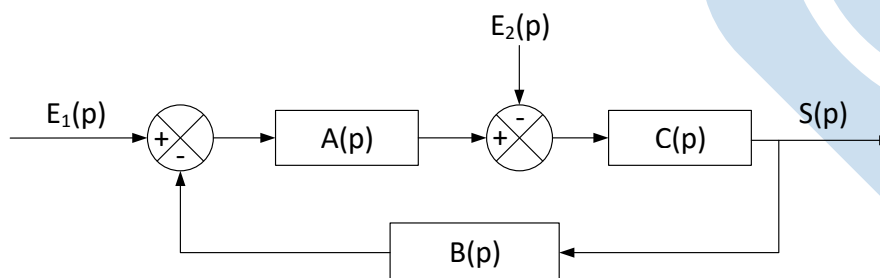 E₂(p)
E₁(p)
+
-
A(p)
+
-
C(p)
S(p)
B(p)